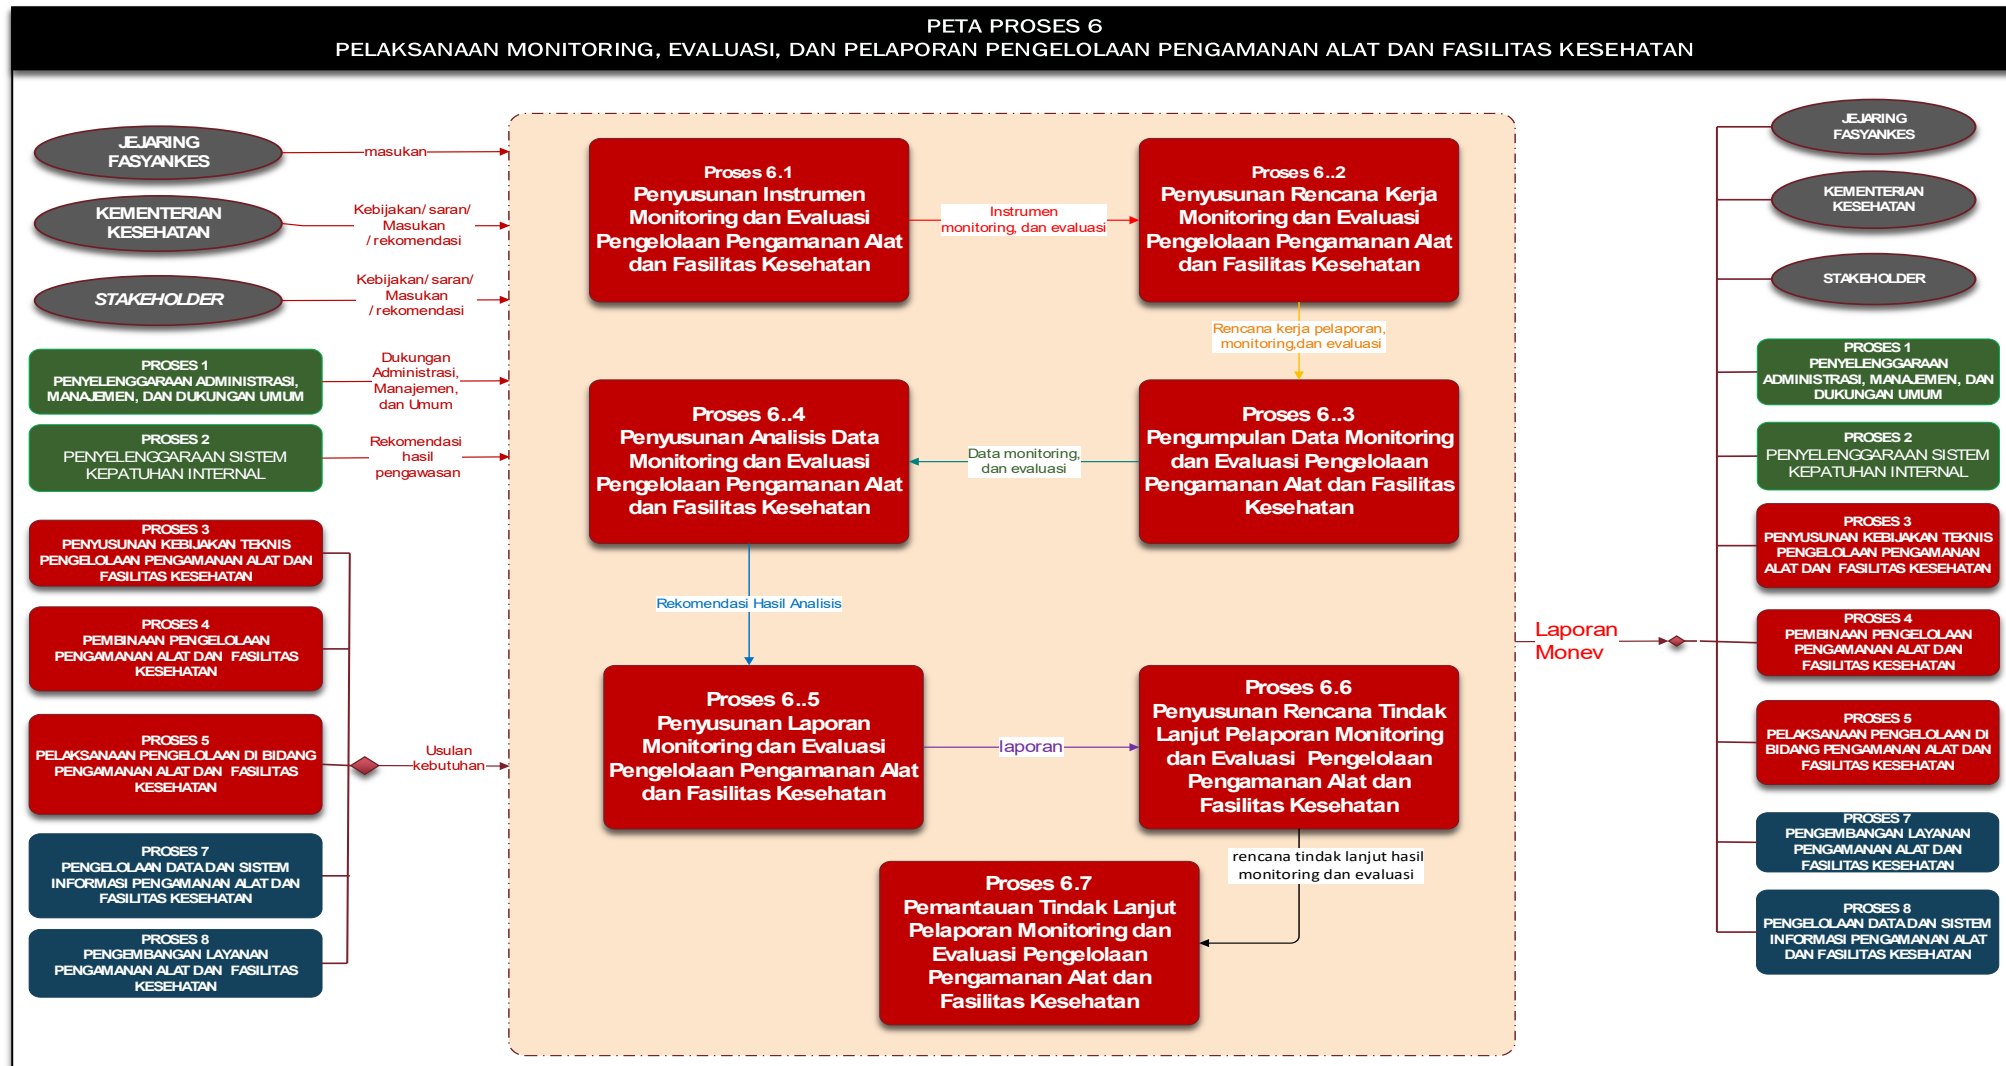 PETA PROSES 6
PELAKSANAAN MONITORING, EVALUASI, DAN PELAPORAN PENGELOLAAN PENGAMANAN ALAT DAN FASILITAS KESEHATAN
JEJARING
FASYANKES
masukan
KEMENTERIAN
KESEHATAN
Kebijakan/ saran/
Masukan
/ rekomendasi
STAKEHOLDER
Kebijakan/ saran/
Masukan
/ rekomendasi
PROSES 1
PENYELENGGARAAN ADMINISTRASI,
MANAJEMEN, DAN DUKUNGAN UMUM
Dukungan
Administrasi,
Manajemen,
dan Umum
PROSES 2
PENYELENGGARAAN SISTEM
KEPATUHAN INTERNAL
Rekomendasi
hasil
pengawasan
PROSES 3
PENYUSUNAN KEBIJAKAN TEKNIS
PENGELOLAAN PENGAMANAN ALAT DAN
FASILITAS KESEHATAN
PROSES 4
PEMBINAAN PENGELOLAAN
PENGAMANAN ALAT DAN FASILITAS
KESEHATAN
PROSES 5
PELAKSANAAN PENGELOLAAN DI BIDANG
PENGAMANAN ALAT DAN FASILITAS
KESEHATAN
PROSES 7
PENGELOLAAN DATA DAN SISTEM
INFORMASI PENGAMANAN ALAT DAN
FASILITAS KESEHATAN
PROSES 8
PENGEMBANGAN LAYANAN
PENGAMANAN ALAT DAN FASILITAS
KESEHATAN
Usulan
kebutuhan
Proses 6.1
Penyusunan Instrumen
Monitoring dan Evaluasi
Pengelolaan Pengamanan Alat
dan Fasilitas Kesehatan
Instrumen
monitoring, dan evaluasi
Proses 6..2
Penyusunan Rencana Kerja
Monitoring dan Evaluasi
Pengelolaan Pengamanan Alat
dan Fasilitas Kesehatan
Rencana kerja pelaporan,
monitoring,dan evaluasi
Proses 6..3
Pengumpulan Data Monitoring
dan Evaluasi Pengelolaan
Pengamanan Alat dan Fasilitas
Kesehatan
Data monitoring,
dan evaluasi
Proses 6..4
Penyusunan Analisis Data
Monitoring dan Evaluasi
Pengelolaan Pengamanan Alat
dan Fasilitas Kesehatan
Rekomendasi Hasil Analisis
Proses 6..5
Penyusunan Laporan
Monitoring dan Evaluasi
Pengelolaan Pengamanan Alat
dan Fasilitas Kesehatan
laporan
Proses 6.6
Penyusunan Rencana Tindak
Lanjut Pelaporan Monitoring
dan Evaluasi Pengelolaan
Pengamanan Alat dan
Fasilitas Kesehatan
rencana tindak lanjut hasil
monitoring dan evaluasi
Proses 6.7
Pemantauan Tindak Lanjut
Pelaporan Monitoring dan
Evaluasi Pengelolaan
Pengamanan Alat dan
Fasilitas Kesehatan
Laporan
Monev
JEJARING
FASYANKES
KEMENTERIAN
KESEHATAN
STAKEHOLDER
PROSES 1
PENYELENGGARAAN
ADMINISTRASI, MANAJEMEN, DAN
DUKUNGAN UMUM
PROSES 2
PENYELENGGARAAN SISTEM
KEPATUHAN INTERNAL
PROSES 3
PENYUSUNAN KEBIJAKAN TEKNIS
PENGELOLAAN PENGAMANAN
ALAT DAN FASILITAS KESEHATAN
PROSES 4
PEMBINAAN PENGELOLAAN
PENGAMANAN ALAT DAN
FASILITAS KESEHATAN
PROSES 5
PELAKSANAAN PENGELOLAAN DI
BIDANG PENGAMANAN ALAT DAN
FASILITAS KESEHATAN
PROSES 7
PENGEMBANGAN LAYANAN
PENGAMANAN ALAT DAN
FASILITAS KESEHATAN
PROSES 8
PENGELOLAAN DATA DAN SISTEM
INFORMASI PENGAMANAN ALAT
DAN FASILITAS KESEHATAN